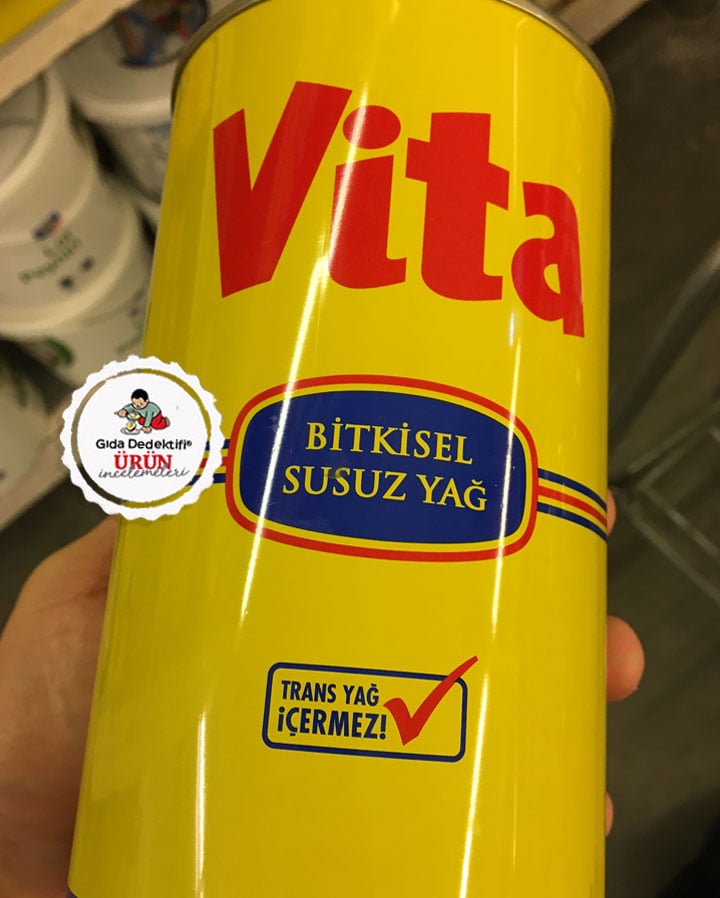 Vita
Gıda Dedektifi®
ÜRÜN
incelemeleri
BİTKİSEL
SUSUZ YAĞ
TRANS YAĞ
İÇERMEZ!